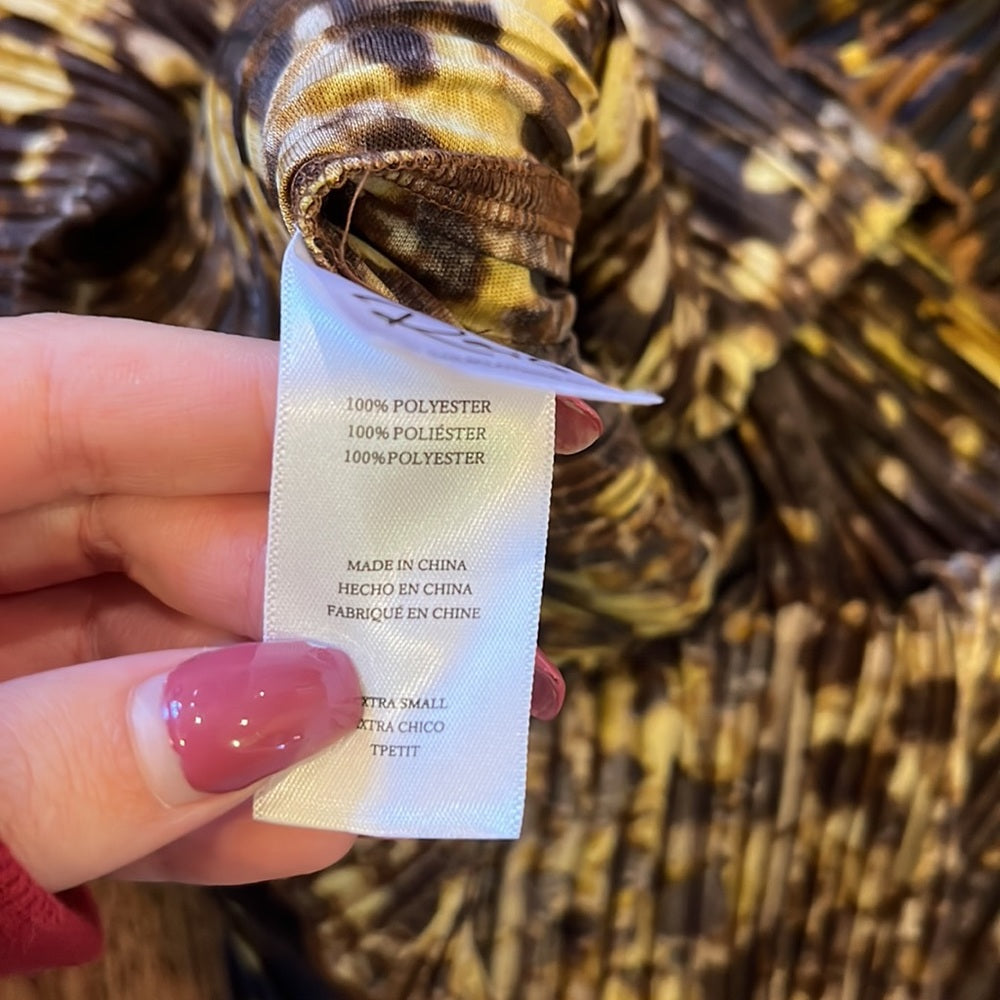 100% POLYESTER
100% POLIÉSTER
100%POLYESTER
MADE IN CHINA
HECHO EN CHINA
FABRIQUÉ EN CHINE
XTRA SMALL
XTRA CHICO
TPETIT